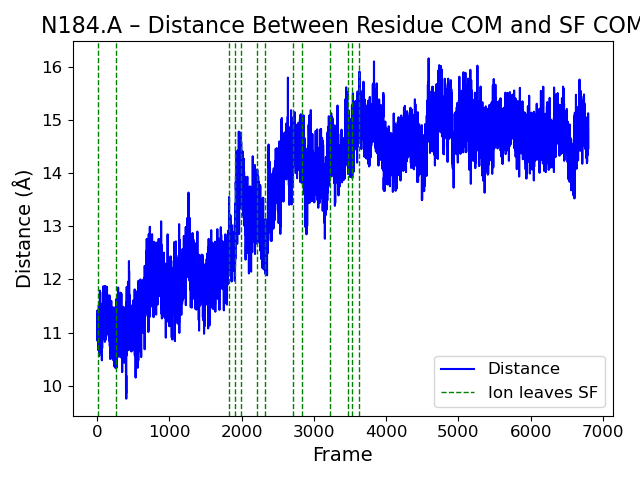 N184.A – Distance Between Residue COM and SF COM
16
15
14
13
12
11
10
Distance (Å)
Distance
Ion leaves SF
0 1000 2000 3000 4000 5000 6000 7000
Frame